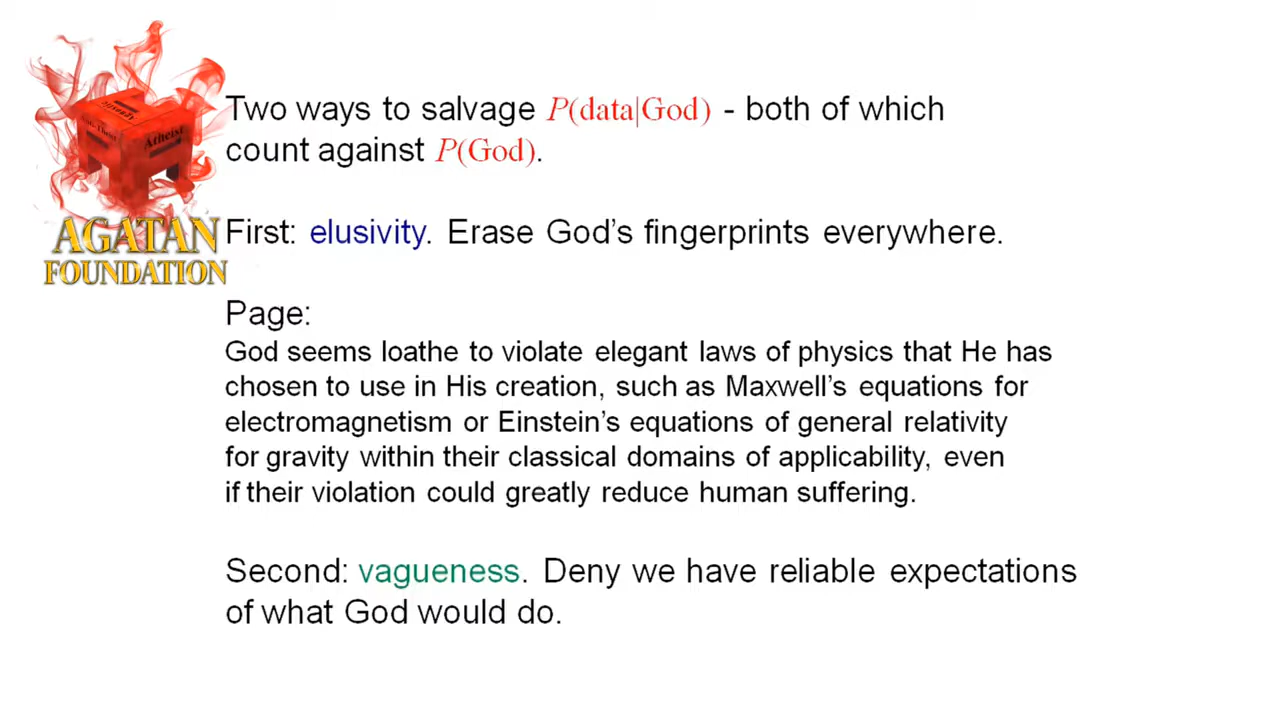 Two ways to salvage P(data|God) - both of which
count against P(God).
Atheist
AGATAN
FOUNDATION
First: elusivity. Erase God's fingerprints everywhere.
Page:
God seems loathe to violate elegant laws of physics that He has
chosen to use in His creation, such as Maxwell's equations for
electromagnetism or Einstein's equations of general relativity
for gravity within their classical domains of applicability, even
if their violation could greatly reduce human suffering.
Second: vagueness. Deny we have reliable expectations
of what God would do.